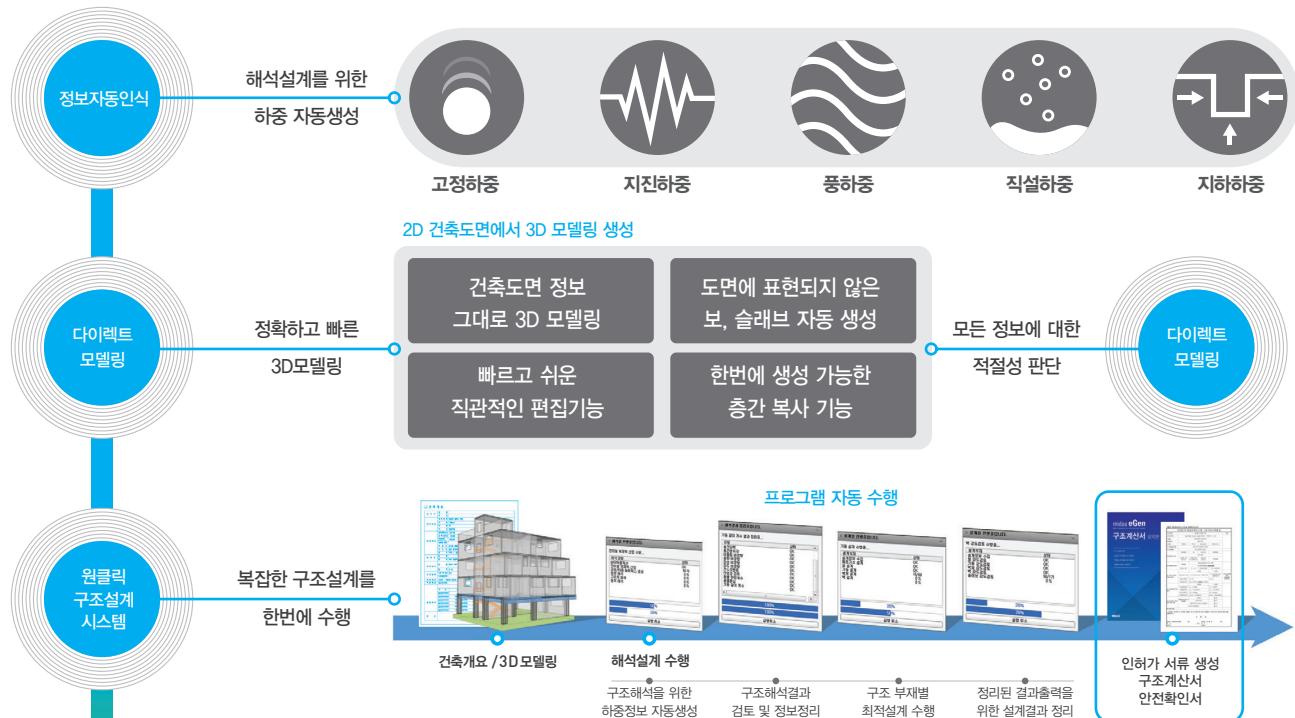 정보자동인식
해석설계를 위한
하중 자동생성
고정하중
지진하중
풍하중
직설하중
지하하중
2D 건축도면에서 3D 모델링 생성
다이렉트
모델링
정확하고 빠른
3D모델링
건축도면 정보
그대로 3D 모델링
도면에 표현되지 않은
보, 슬래브 자동 생성
빠르고 쉬운
직관적인 편집기능
한번에 생성 가능한
층간 복사 기능
모든 정보에 대한
적절성 판단
다이렉트
모델링
원클릭
구조설계
시스템
복잡한 구조설계를
한번에 수행
프로그램 자동 수행
건축개요 /3D 모델링
해석설계 수행
구조해석을 위한
하중정보 자동생성
구조해석결과
검토 및 정보정리
구조 부재별
최적설계 수행
정리된 결과출력을
위한 설계결과 정리
eGen
구조계산서
인허가 서류 생성
구조계산서
안전확인서